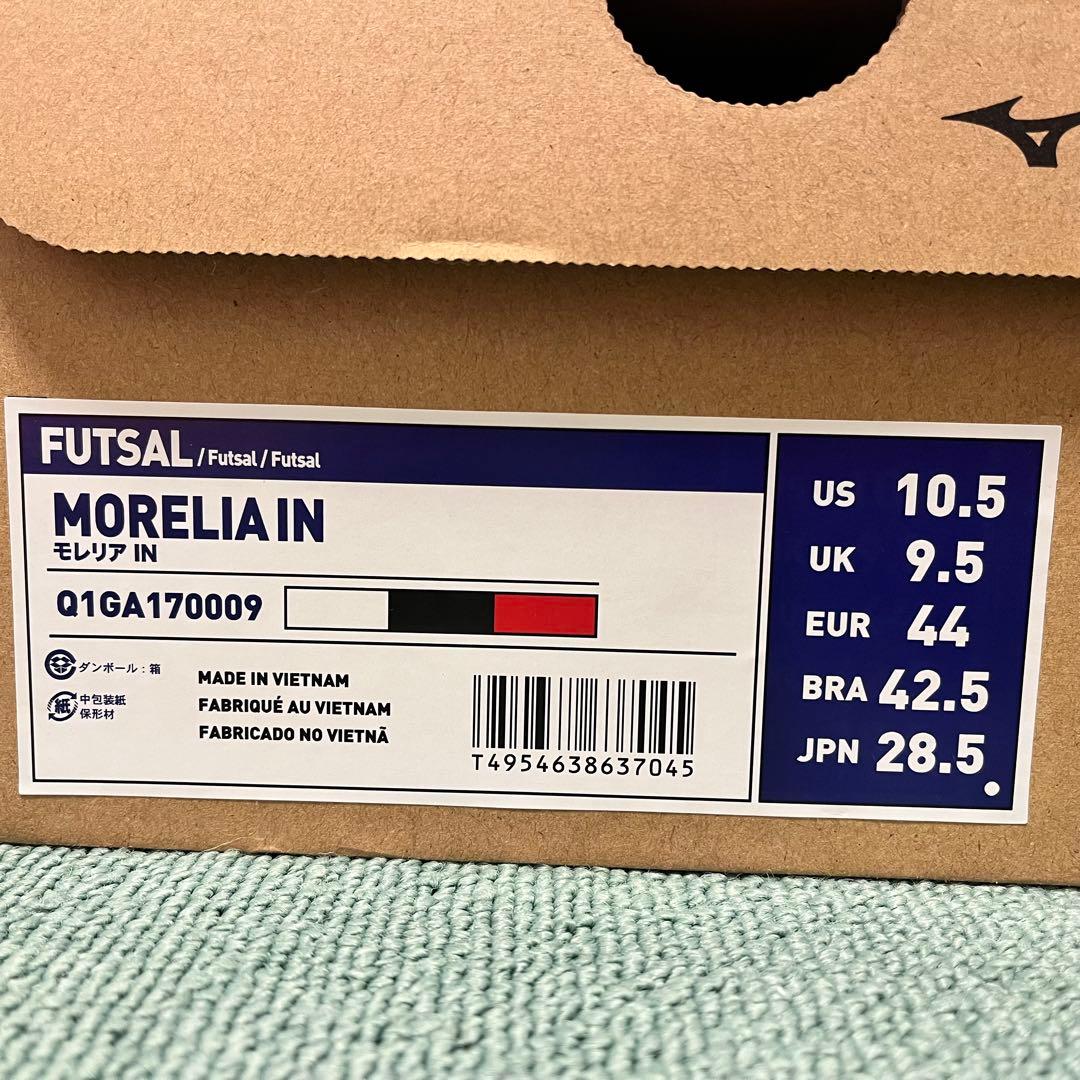 FUTSAL / Futsal / Futsal
MORELIA IN
モレリア IN
Q1GA170009
ダンボール：箱
紙
中包装紙
保形材
MADE IN VIETNAM
FABRIQUÉ AU VIETNAM
FABRICADO NO VIETNÃ
T4954638637045
US 10.5
UK 9.5
EUR 44
BRA 42.5
JPN 28.5